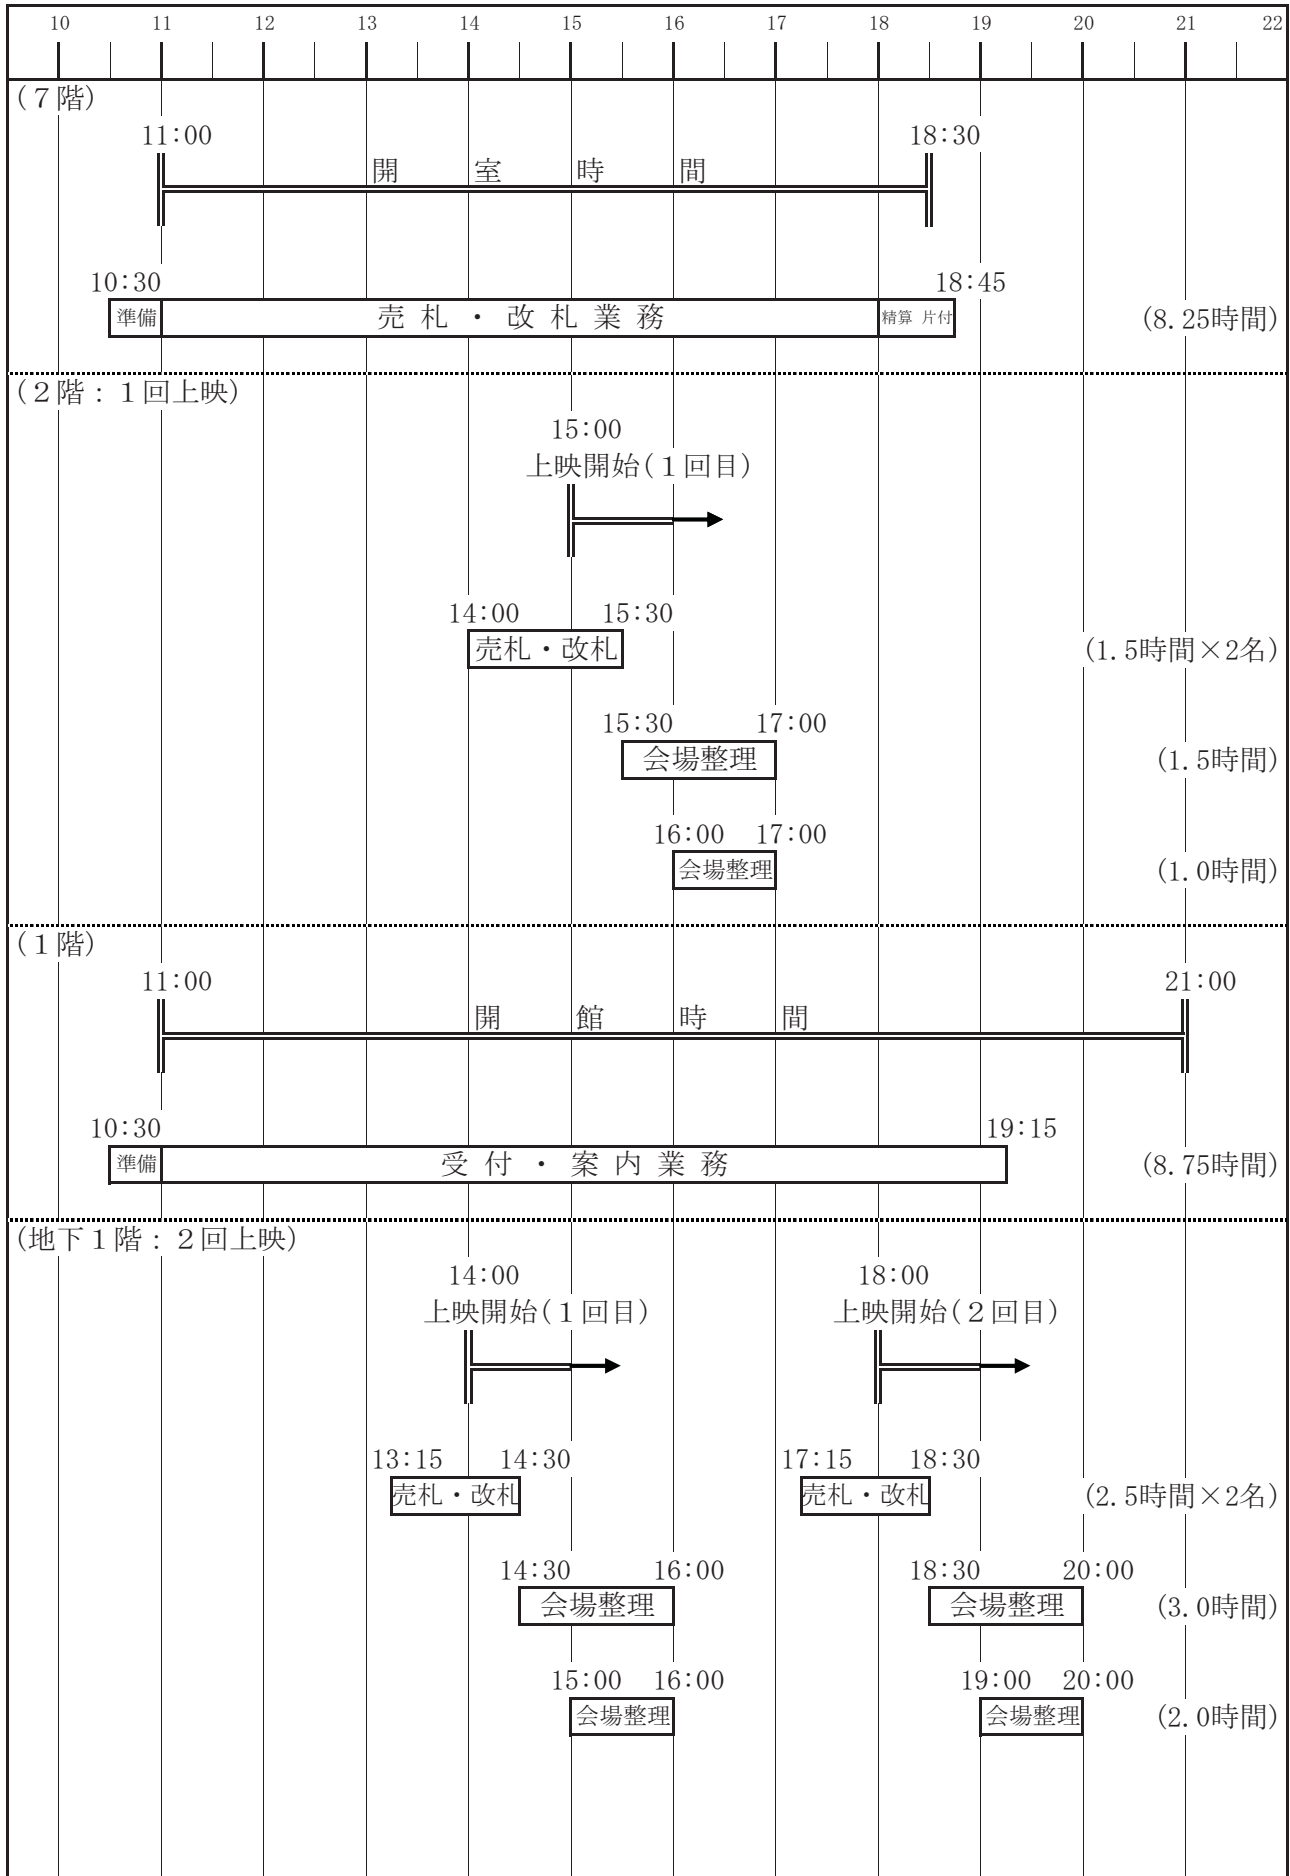 10 11 12 13 14 15 16 17 18 19 20 21 22
(７階)
11:00 18:30
開 室 時 間
10:30 18:45
準備 売 札 ・ 改 札 業 務 精算 片付 (8.25時間)
(２階：１回上映)
15:00
上映開始(１回目)
14:00 15:30
売札・改札 (1.5時間×2名)
15:30 17:00
会場整理 (1.5時間)
16:00 17:00
会場整理 (1.0時間)
(１階)
11:00 21:00
開 館 時 間
10:30 19:15
準備 受 付 ・ 案 内 業 務 (8.75時間)
(地下１階：２回上映)
14:00 18:00
上映開始(１回目) 上映開始(２回目)
13:15 14:30 17:15 18:30
売札・改札 売札・改札 (2.5時間×2名)
14:30 16:00 18:30 20:00
会場整理 会場整理 (3.0時間)
15:00 16:00 19:00 20:00
会場整理 会場整理 (2.0時間)